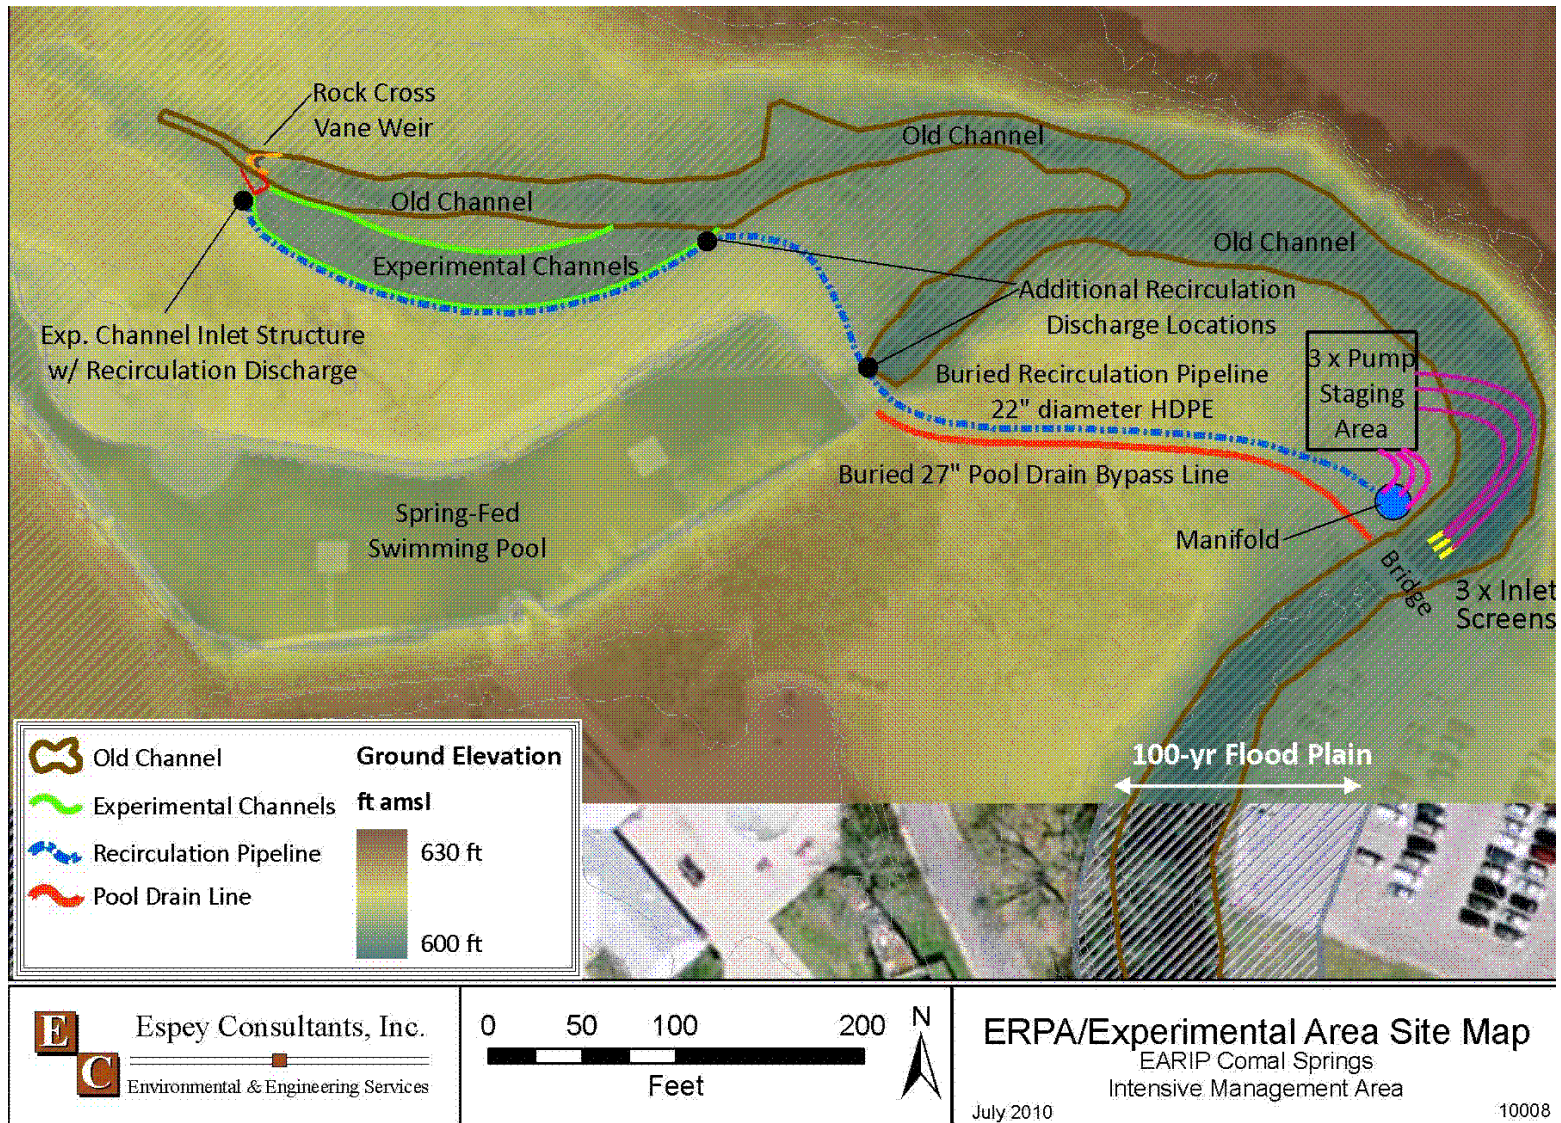 Rock Cross
Vane Weir
Old Channel
Old Channel
Old Channel
Experimental Channels
Additional Recirculation
Discharge Locations
Exp. Channel Inlet Structure
w/ Recirculation Discharge
Buried Recirculation Pipeline
22" diameter HDPE
3 x Pump
Staging
Area
Buried 27" Pool Drain Bypass Line
Spring-Fed
Swimming Pool
Manifold
Bridge
3 x Inlet
Screens
100-yr Flood Plain
Old Channel
Experimental Channels
Recirculation Pipeline
Pool Drain Line
Ground Elevation
ft amsl
630 ft
600 ft
E
C
Espey Consultants, Inc.
Environmental & Engineering Services
0 50 100 200
Feet
N
ERPA/Experimental Area Site Map
EARIP Comal Springs
Intensive Management Area
July 2010
10008